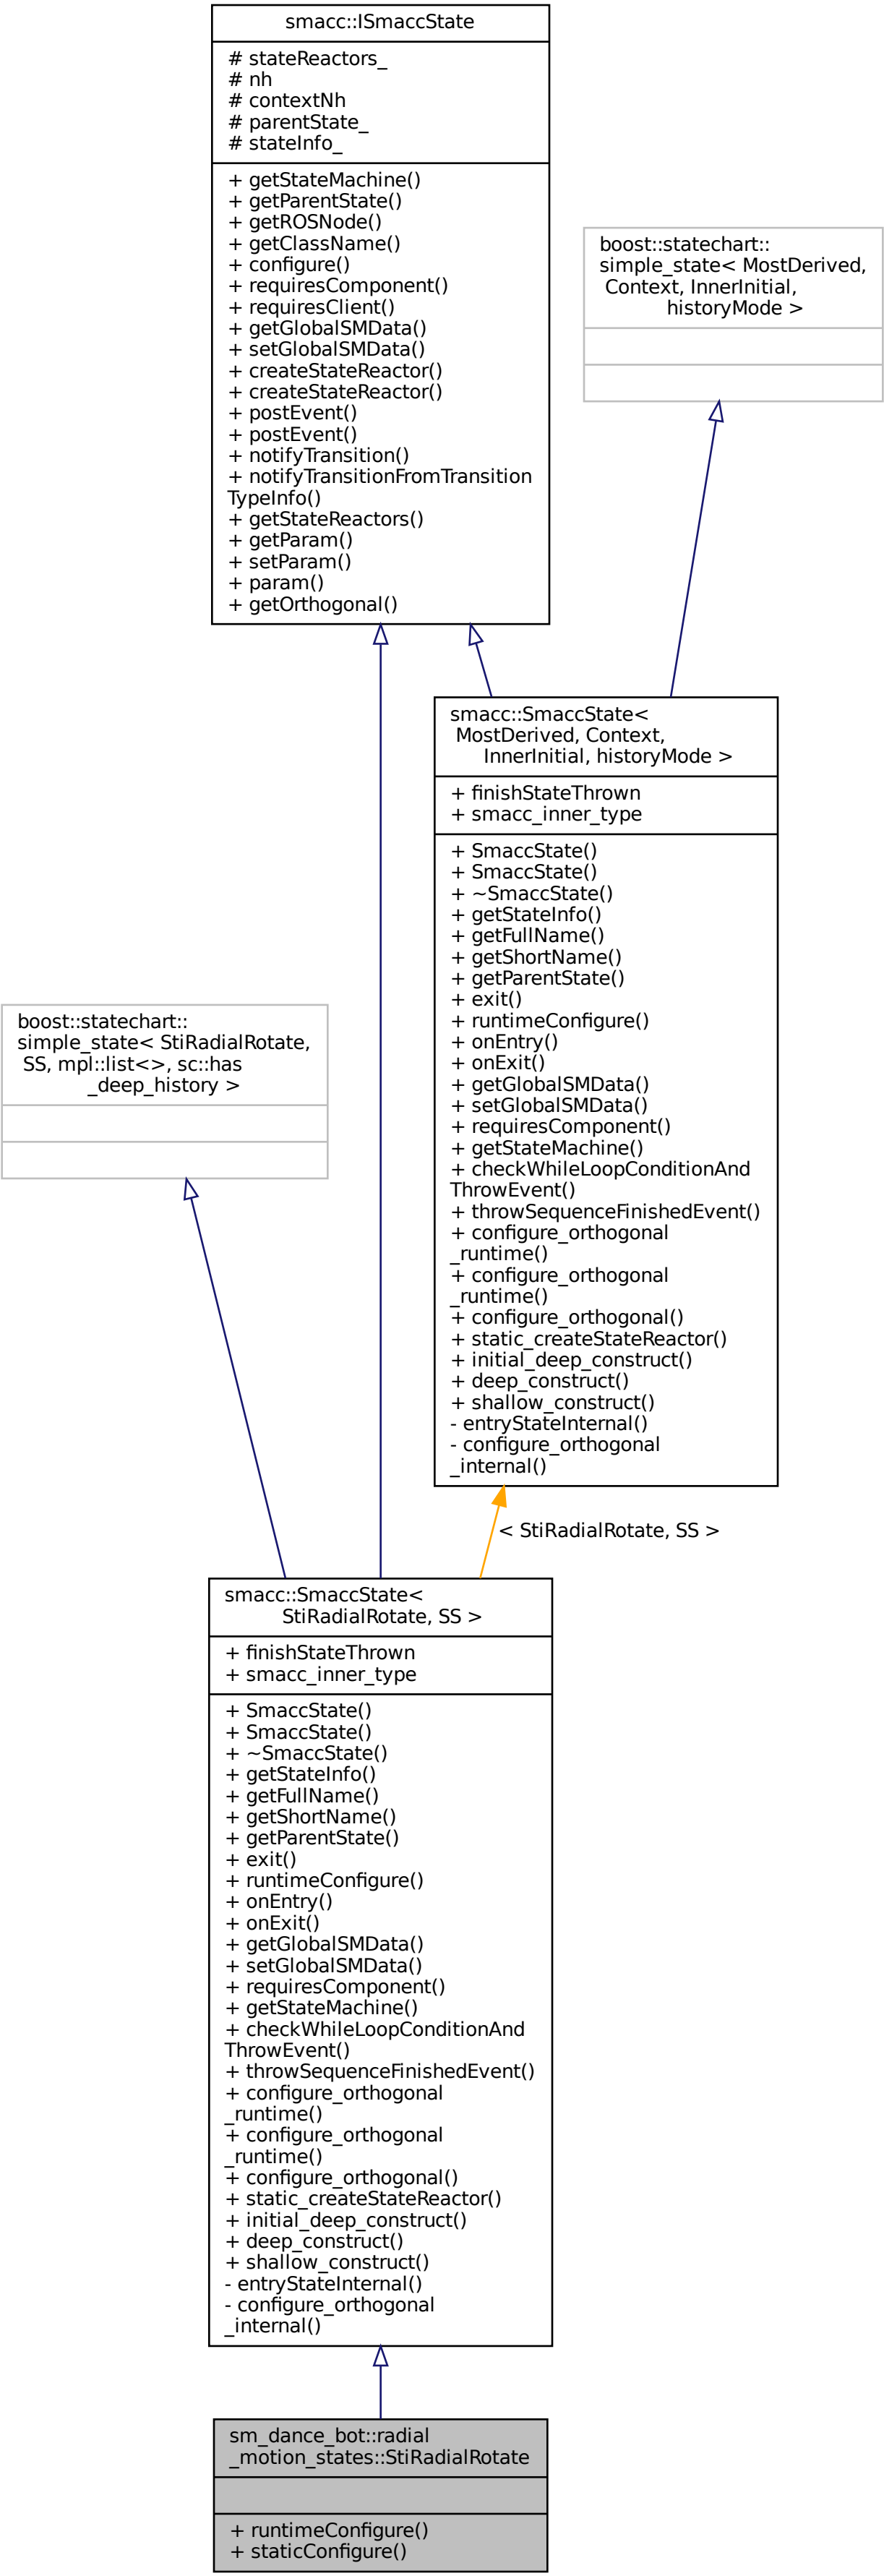 smacc::ISmaccState
# stateReactors_
# nh
# contextNh
# parentState_
# stateInfo_
+ getStateMachine()
+ getParentState()
+ getROSNode()
+ getClassName()
+ configure()
+ requiresComponent()
+ requiresClient()
+ getGlobalSMData()
+ setGlobalSMData()
+ createStateReactor()
+ createStateReactor()
+ postEvent()
+ postEvent()
+ notifyTransition()
+ notifyTransitionFromTransition
TypeInfo()
+ getStateReactors()
+ getParam()
+ setParam()
+ param()
+ getOrthogonal()
boost::statechart::
simple_state< MostDerived,
Context, InnerInitial,
historyMode >
smacc::SmaccState<
MostDerived, Context,
InnerInitial, historyMode >
+ finishStateThrown
+ smacc_inner_type
+ SmaccState()
+ SmaccState()
+ ~SmaccState()
+ getStateInfo()
+ getFullName()
+ getShortName()
+ getParentState()
+ exit()
+ runtimeConfigure()
+ onEntry()
+ onExit()
+ getGlobalSMData()
+ setGlobalSMData()
+ requiresComponent()
+ getStateMachine()
+ checkWhileLoopConditionAnd
ThrowEvent()
+ throwSequenceFinishedEvent()
+ configure_orthogonal
_runtime()
+ configure_orthogonal
_runtime()
+ configure_orthogonal()
+ static_createStateReactor()
+ initial_deep_construct()
+ deep_construct()
+ shallow_construct()
- entryStateInternal()
- configure_orthogonal
_internal()
boost::statechart::
simple_state< StiRadialRotate,
SS, mpl::list<>, sc::has
_deep_history >
< StiRadialRotate, SS >
smacc::SmaccState<
StiRadialRotate, SS >
+ finishStateThrown
+ smacc_inner_type
+ SmaccState()
+ SmaccState()
+ ~SmaccState()
+ getStateInfo()
+ getFullName()
+ getShortName()
+ getParentState()
+ exit()
+ runtimeConfigure()
+ onEntry()
+ onExit()
+ getGlobalSMData()
+ setGlobalSMData()
+ requiresComponent()
+ getStateMachine()
+ checkWhileLoopConditionAnd
ThrowEvent()
+ throwSequenceFinishedEvent()
+ configure_orthogonal
_runtime()
+ configure_orthogonal
_runtime()
+ configure_orthogonal()
+ static_createStateReactor()
+ initial_deep_construct()
+ deep_construct()
+ shallow_construct()
- entryStateInternal()
- configure_orthogonal
_internal()
sm_dance_bot::radial
_motion_states::StiRadialRotate
+ runtimeConfigure()
+ staticConfigure()